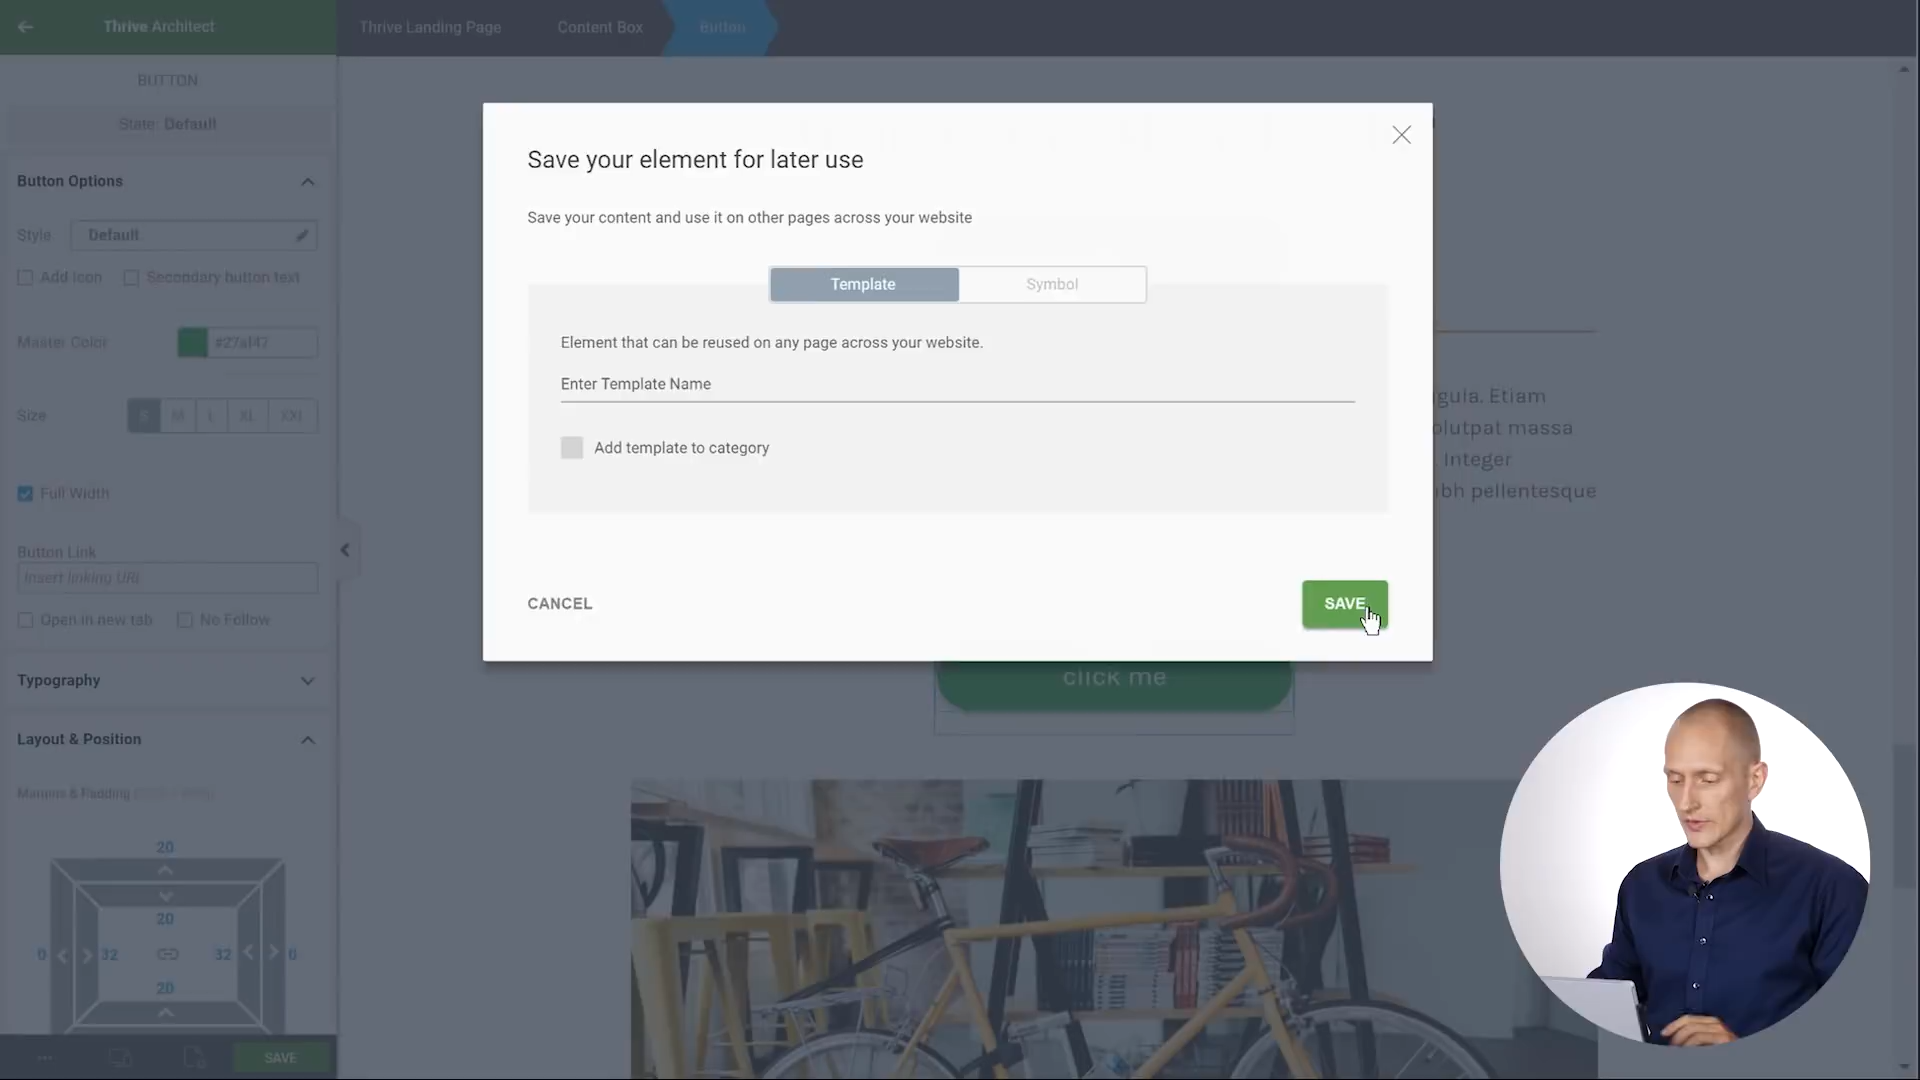 Thrive Architect
Thrive Landing Page
Content Box
Button
BUTTON
State: Default
Button Options
Style
Default
Add Icon
Secondary button text
Master Color
#27af47
Size
S
M
L
XL
XXL
Full Width
Button Link
Insert linking URL
Open in new tab
No Follow
Typography
Layout & Position
Margins & Padding
20
20
0
32
32
0
20
SAVE
Save your element for later use
Save your content and use it on other pages across your website
Template
Symbol
Element that can be reused on any page across your website.
Enter Template Name
Add template to category
CANCEL
SAVE
gula. Etiam
olutpat massa
Integer
bh pellentesque
click me